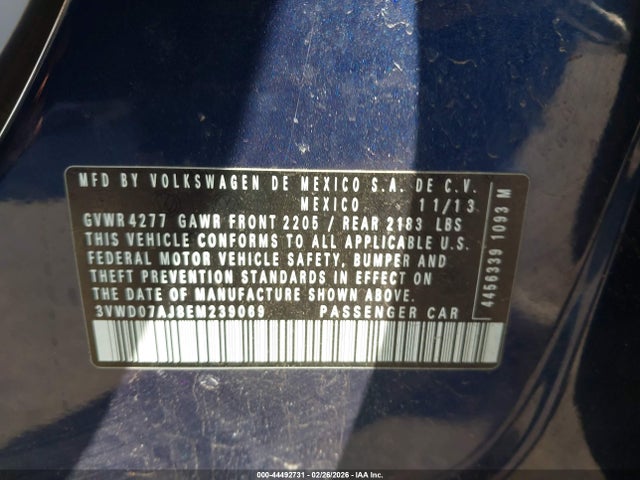 MFD BY VOLKSWAGEN DE MEXICO S.A. DE C.V.
MEXICO 11/13
GVWR 4277 GAWR FRONT 2205 / REAR 2183 LBS
THIS VEHICLE CONFORMS TO ALL APPLICABLE U.S.
FEDERAL MOTOR VEHICLE SAFETY, BUMPER AND
THEFT PREVENTION STANDARDS IN EFFECT ON
THE DATE OF MANUFACTURE SHOWN ABOVE.
3VWD07AJ8EM239069 PASSENGER CAR
4456339 1093 M
000-44492731 - 02/26/2026 - IAA Inc.